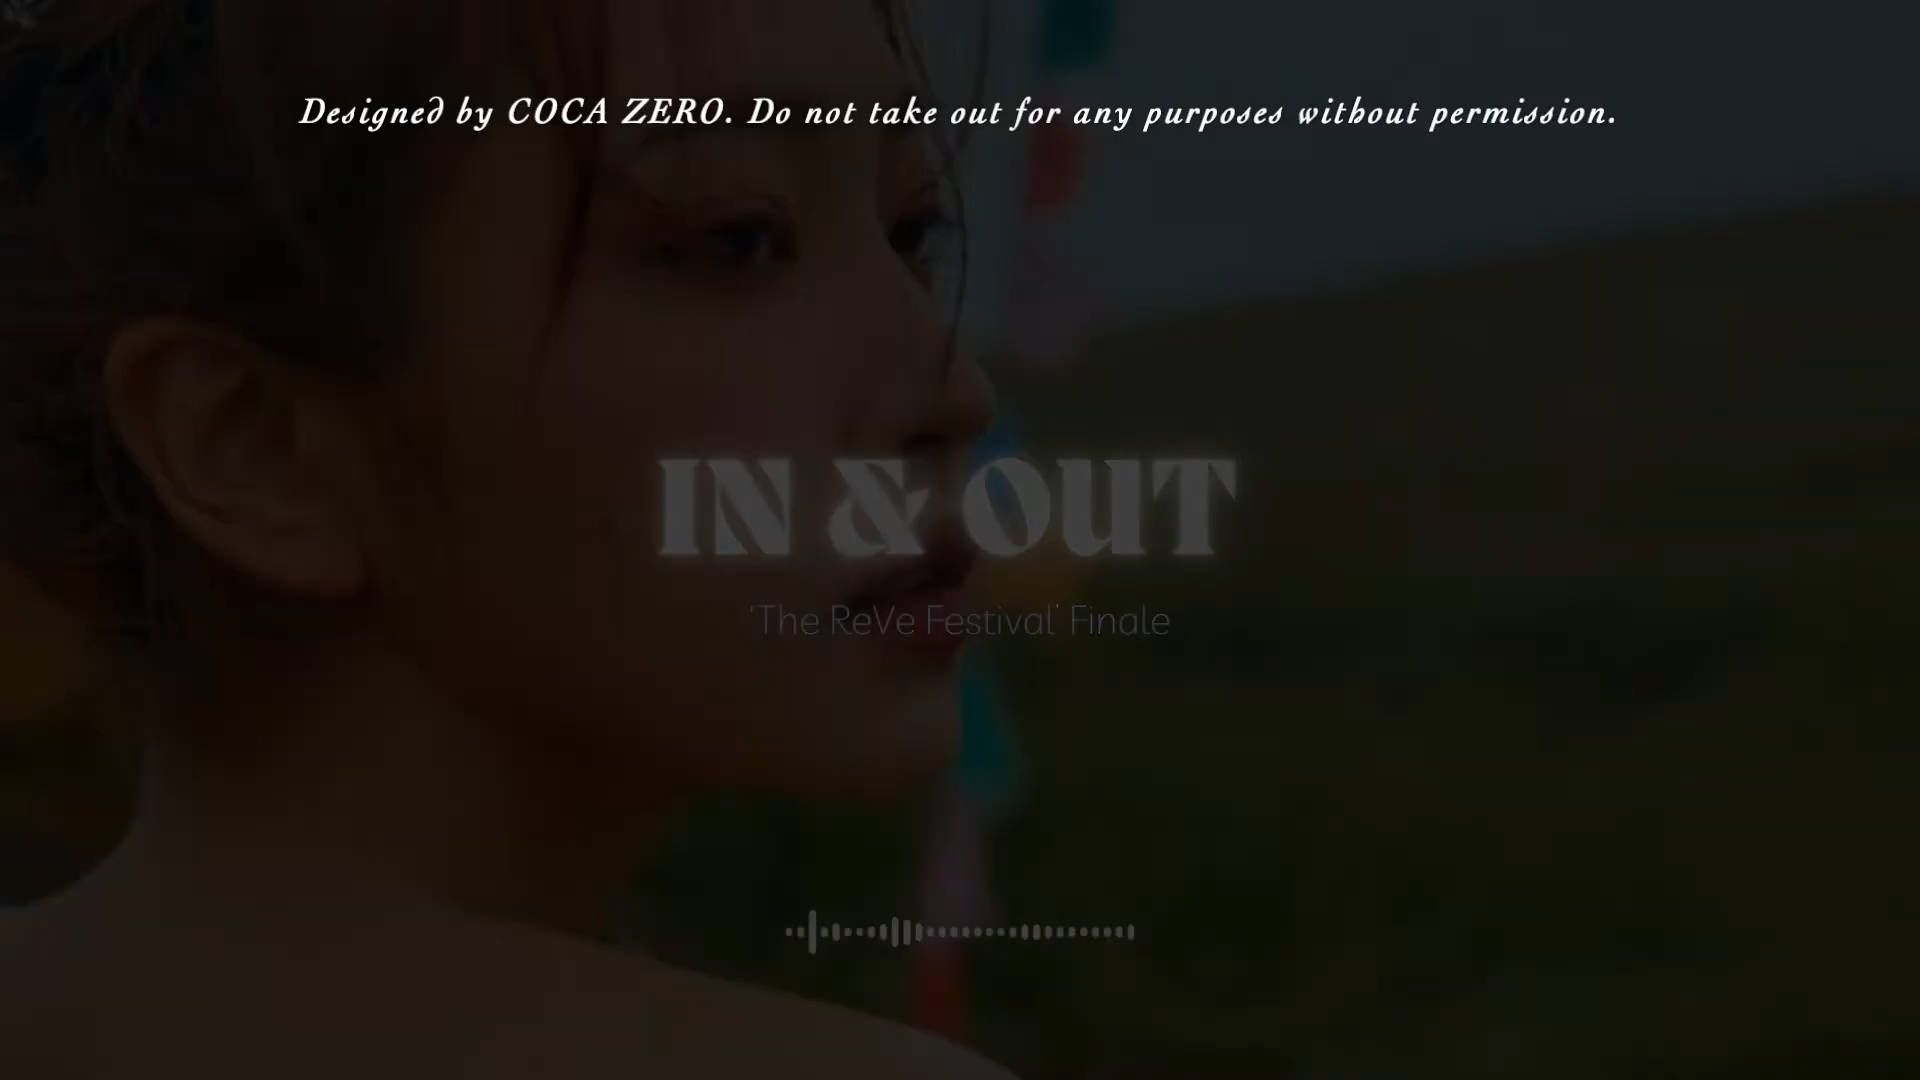 Designed by COCA ZERO. Do not take out for any purposes without permission.
IN & OUT
'The ReVe Festival' Finale